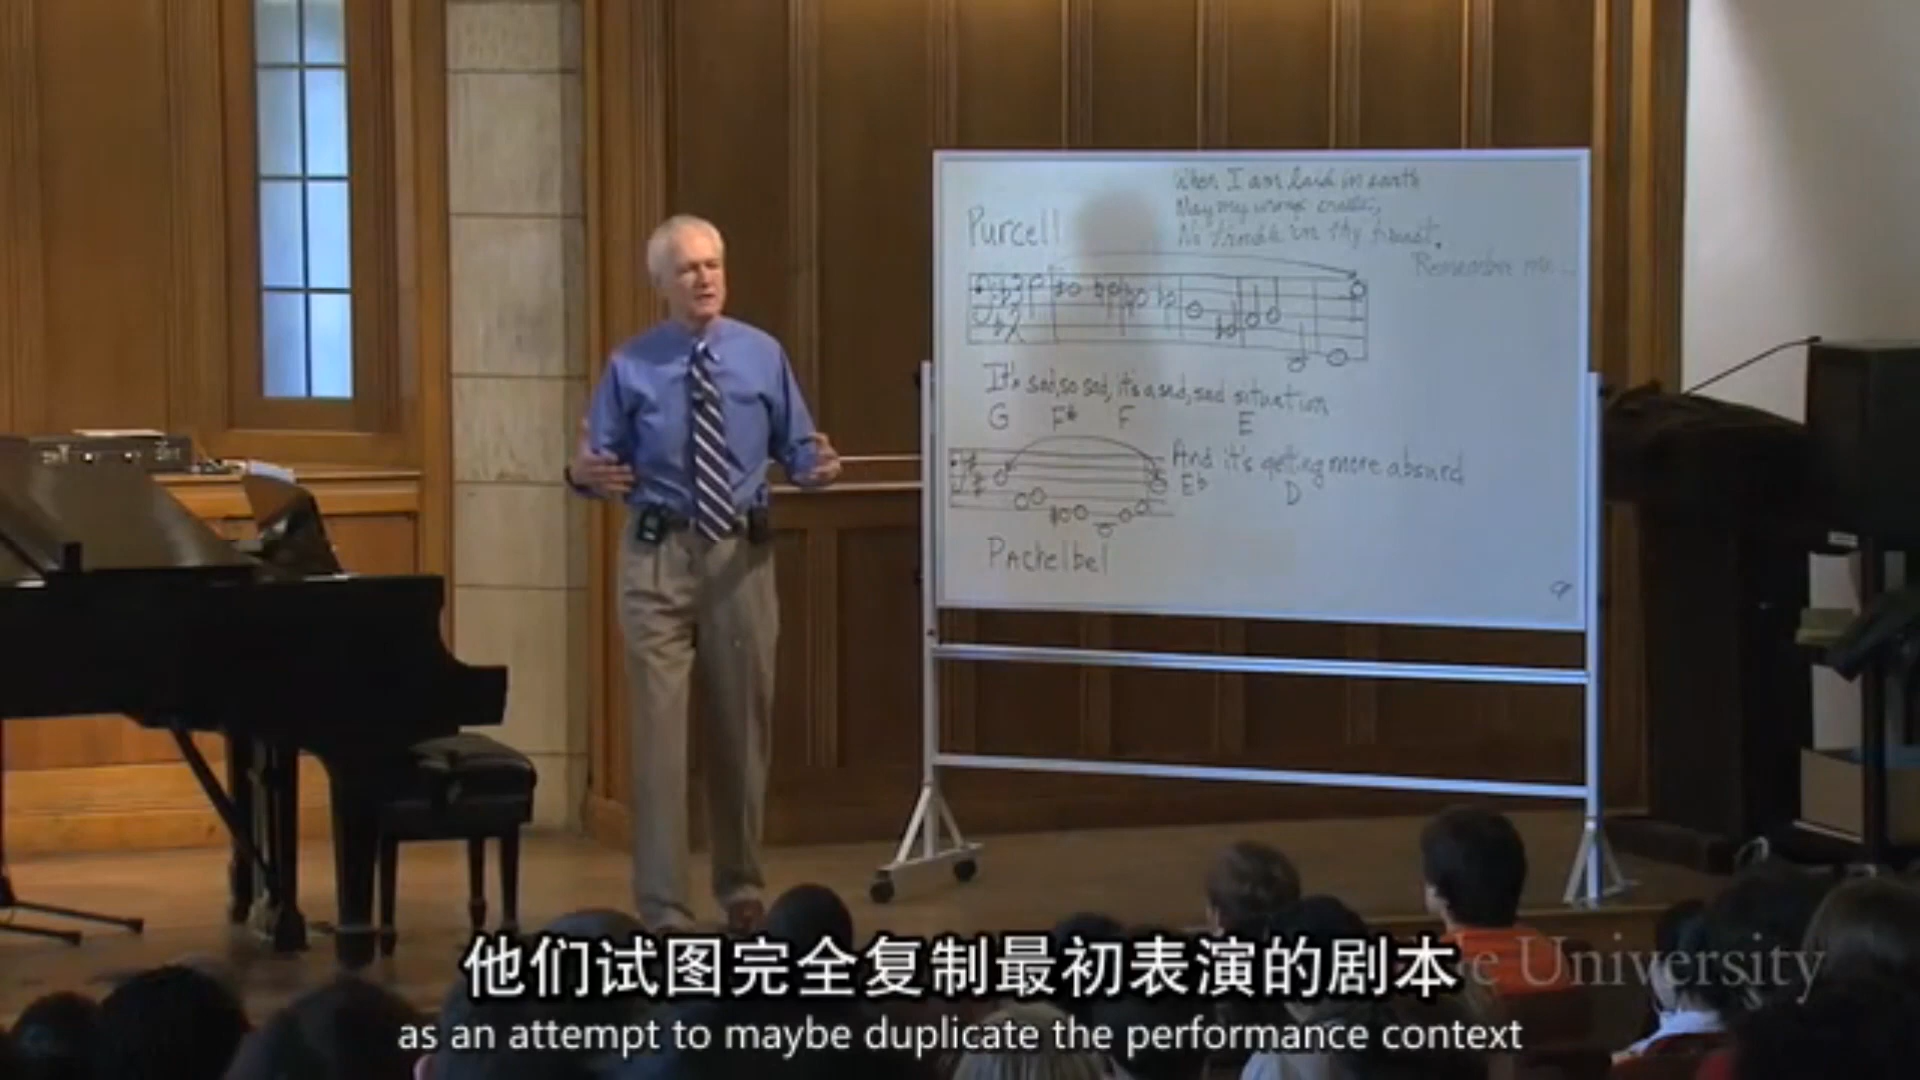 When I am laid in earth
May my wrongs create,
No trouble in thy breast.
Remember me...
Purcell
It's sad, so sad, it's a sad, sad situation
G F# F E
And it's getting more absurd
Eb D
Pachelbel
他们试图完全复制最初表演的剧本
e University
as an attempt to maybe duplicate the performance context